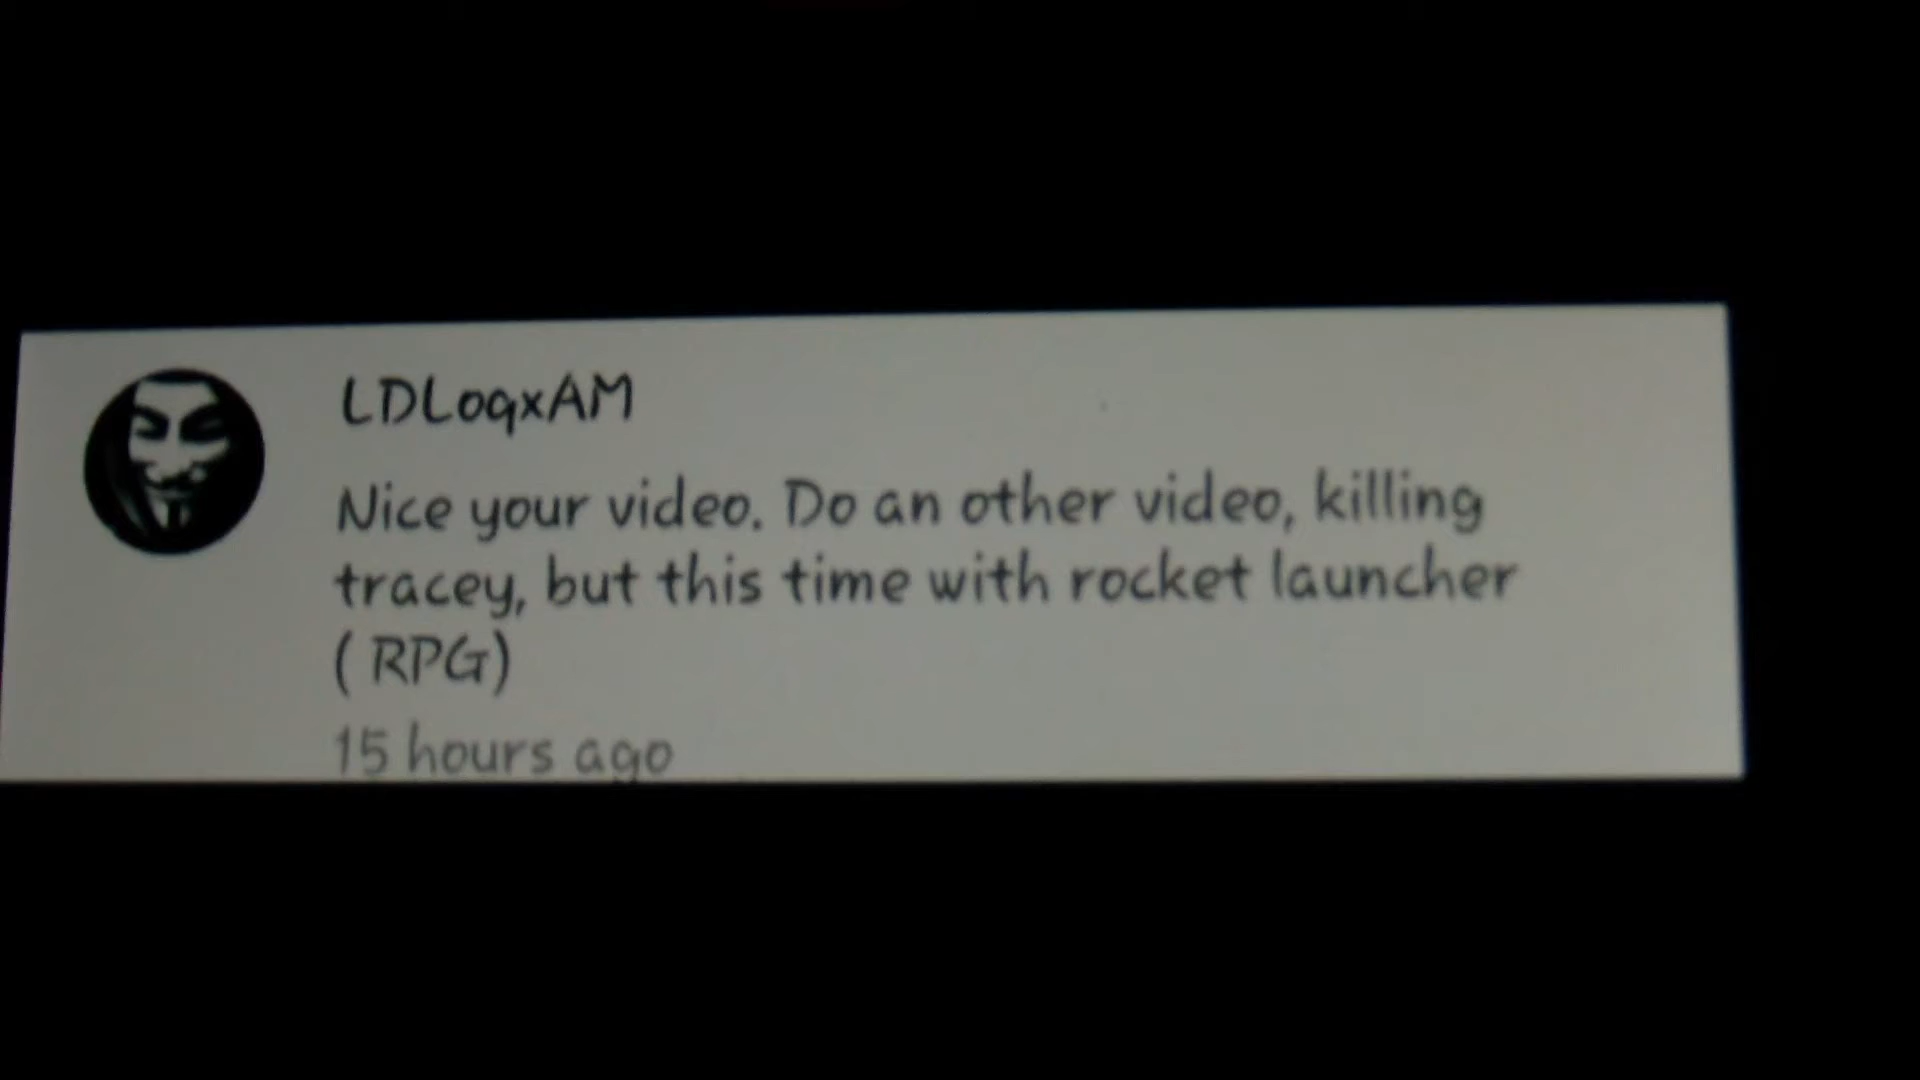 LDLoqxAM
Nice your video. Do an other video, killing
tracey, but this time with rocket launcher
( RPG)
15 hours ago